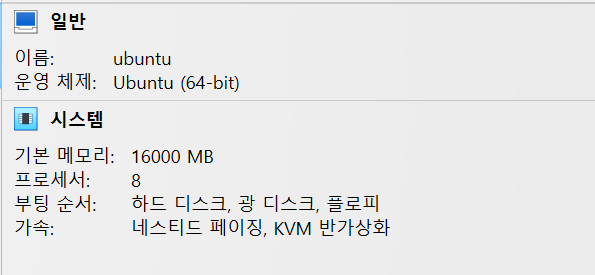 일반
이름: ubuntu
운영 체제: Ubuntu (64-bit)
시스템
기본 메모리: 16000 MB
프로세서: 8
부팅 순서: 하드 디스크, 광 디스크, 플로피
가속: 네스티드 페이징, KVM 반가상화